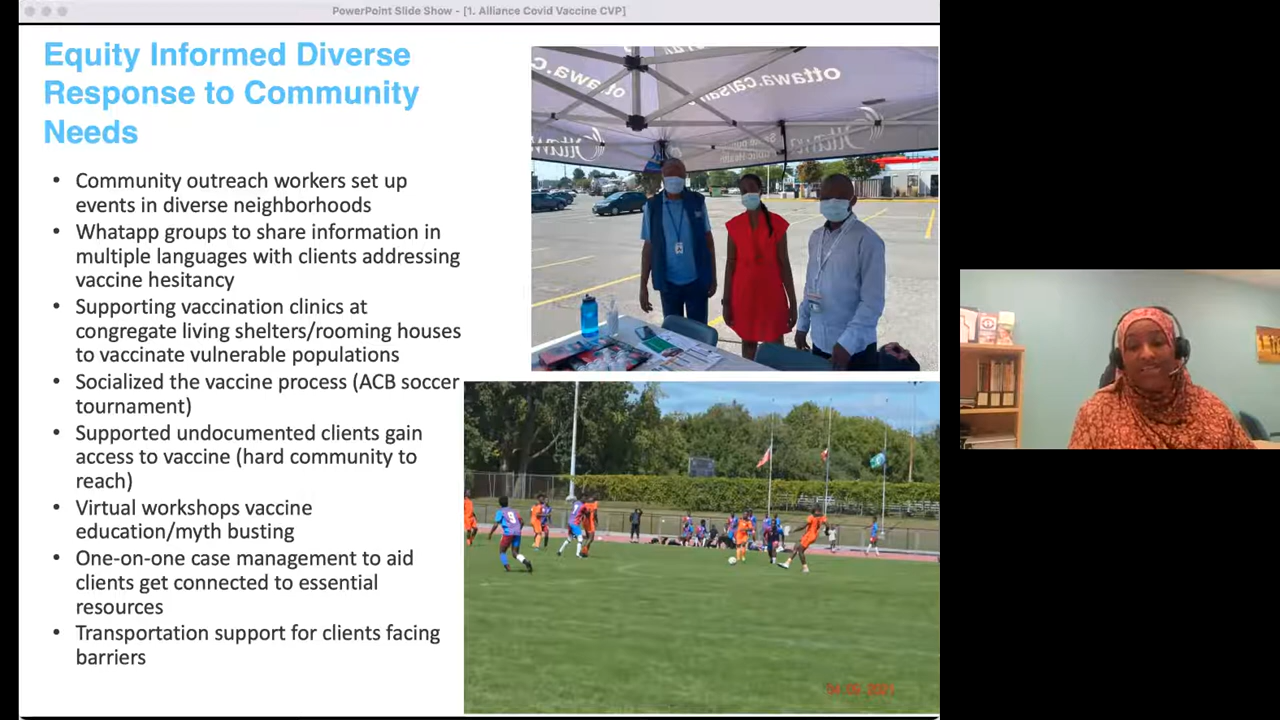 PowerPoint Slide Show - [1. Alliance Covid Vaccine CVP]
Equity Informed Diverse
Response to Community
Needs
• Community outreach workers set up
events in diverse neighborhoods
• Whatapp groups to share information in
multiple languages with clients addressing
vaccine hesitancy
• Supporting vaccination clinics at
congregate living shelters/rooming houses
to vaccinate vulnerable populations
• Socialized the vaccine process (ACB soccer
tournament)
• Supported undocumented clients gain
access to vaccine (hard community to
reach)
• Virtual workshops vaccine
education/myth busting
• One-on-one case management to aid
clients get connected to essential
resources
• Transportation support for clients facing
barriers
Ottawa
9